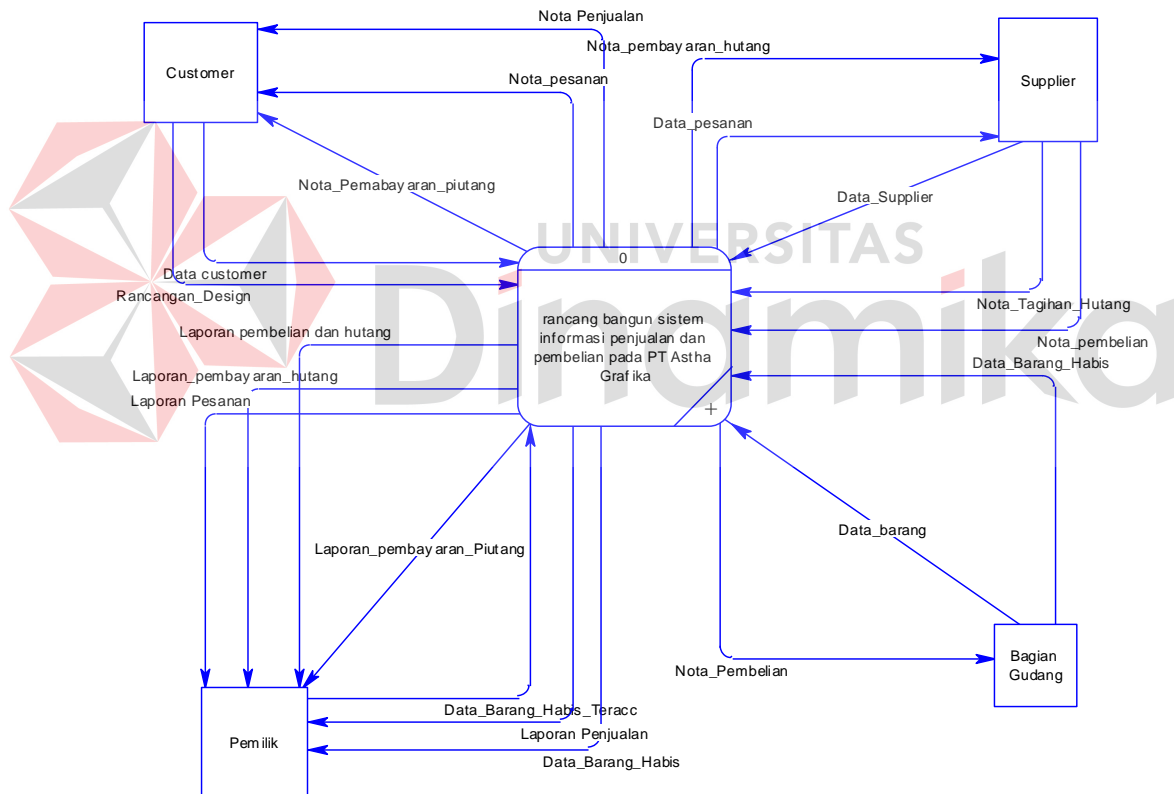 Nota Penjualan
Customer
Nota_pembayaran_hutang
Supplier
Nota_pesanan
Data_pesanan
Nota_Pemabayaran_piutang
Data_Supplier
UNIVERSITAS
Dinamika
0
Data customer
Rancangan_Design
Nota_Tagihan_Hutang
rancang bangun sistem
informasi penjualan dan
pembelian pada PT Astha
Grafika
+
Laporan pembelian dan hutang
Nota_pembelian
Data_Barang_Habis
Laporan_pembayaran_hutang
Laporan Pesanan
Data_barang
Laporan_pembayaran_Piutang
Bagian
Gudang
Nota_Pembelian
Data_Barang_Habis_Teracc
Laporan Penjualan
Pemilik
Data_Barang_Habis